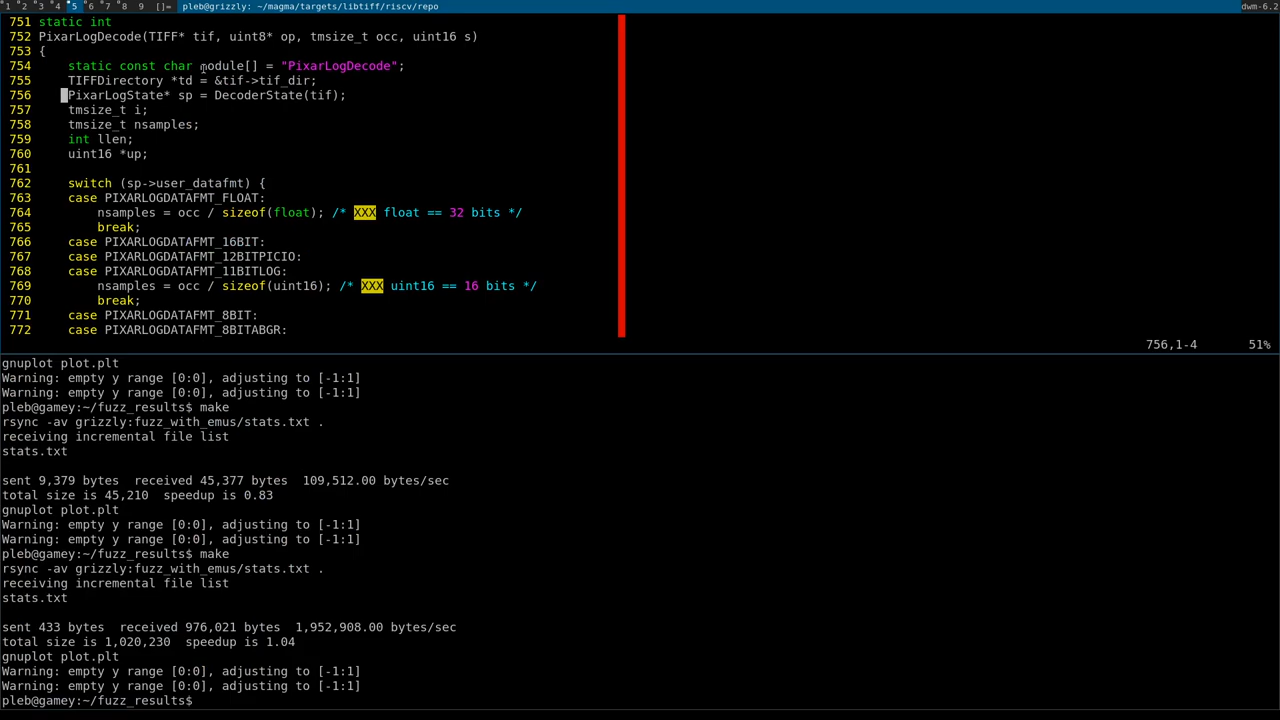 1 2 3 4 5 6 7 8 9 []= pleb@grizzly: ~/magma/targets/libtiff/riscv/repo dwm-6.2
751 static int
752 PixarLogDecode(TIFF* tif, uint8* op, tmsize_t occ, uint16 s)
753 {
754     static const char module[] = "PixarLogDecode";
755     TIFFDirectory *td = &tif->tif_dir;
756     PixarLogState* sp = DecoderState(tif);
757     tmsize_t i;
758     tmsize_t nsamples;
759     int llen;
760     uint16 *up;
761
762     switch (sp->user_datafmt) {
763     case PIXARLOGDATAFMT_FLOAT:
764         nsamples = occ / sizeof(float); /* XXX float == 32 bits */
765         break;
766     case PIXARLOGDATAFMT_16BIT:
767     case PIXARLOGDATAFMT_12BITPICIO:
768     case PIXARLOGDATAFMT_11BITLOG:
769         nsamples = occ / sizeof(uint16); /* XXX uint16 == 16 bits */
770         break;
771     case PIXARLOGDATAFMT_8BIT:
772     case PIXARLOGDATAFMT_8BITABGR:
756,1-4 51%
gnuplot plot.plt
Warning: empty y range [0:0], adjusting to [-1:1]
Warning: empty y range [0:0], adjusting to [-1:1]
pleb@gamey:~/fuzz_results$ make
rsync -av grizzly:fuzz_with_emus/stats.txt .
receiving incremental file list
stats.txt

sent 9,379 bytes  received 45,377 bytes  109,512.00 bytes/sec
total size is 45,210  speedup is 0.83
gnuplot plot.plt
Warning: empty y range [0:0], adjusting to [-1:1]
Warning: empty y range [0:0], adjusting to [-1:1]
pleb@gamey:~/fuzz_results$ make
rsync -av grizzly:fuzz_with_emus/stats.txt .
receiving incremental file list
stats.txt

sent 433 bytes  received 976,021 bytes  1,952,908.00 bytes/sec
total size is 1,020,230  speedup is 1.04
gnuplot plot.plt
Warning: empty y range [0:0], adjusting to [-1:1]
Warning: empty y range [0:0], adjusting to [-1:1]
pleb@gamey:~/fuzz_results$